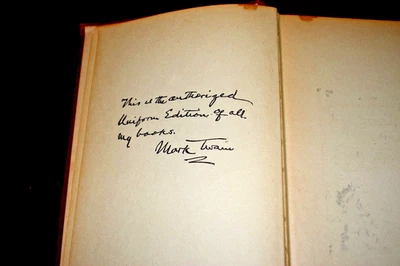 This is the authorized
Uniform Edition of all
my books.
Mark Twain